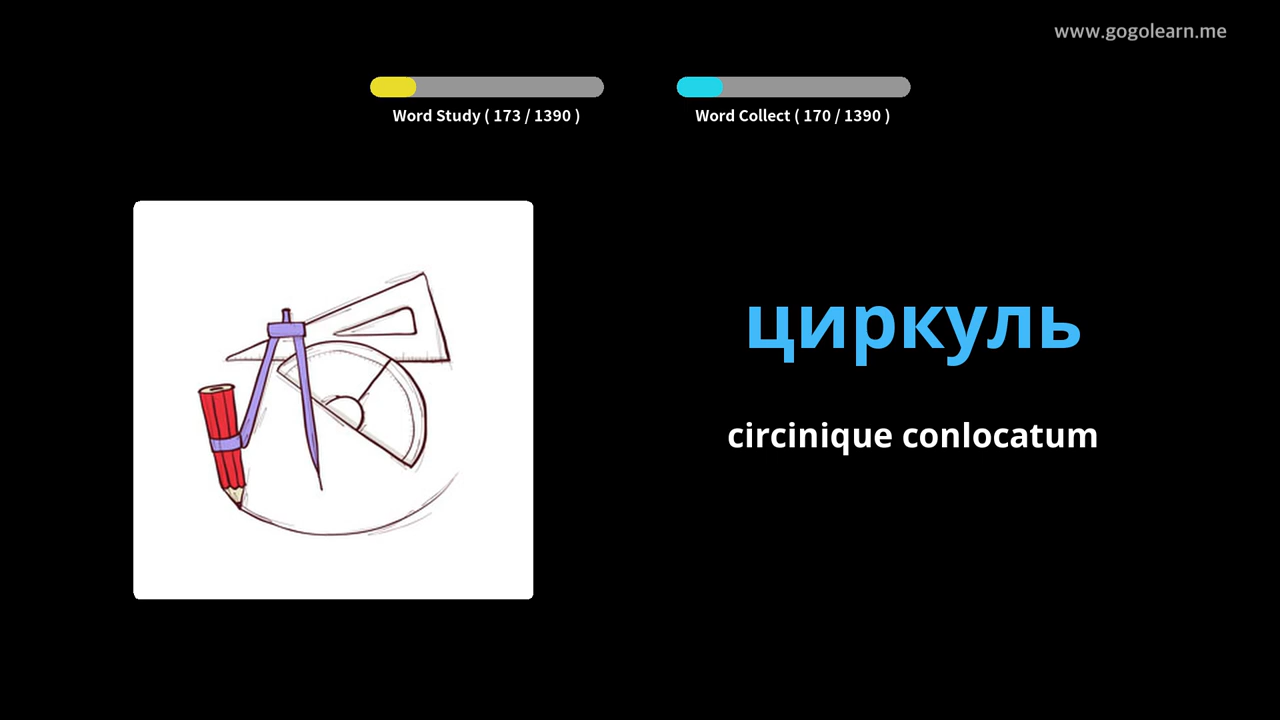 www.gogolearn.me
Word Study ( 173 / 1390 )
Word Collect ( 170 / 1390 )
циркуль
circinique conlocatum